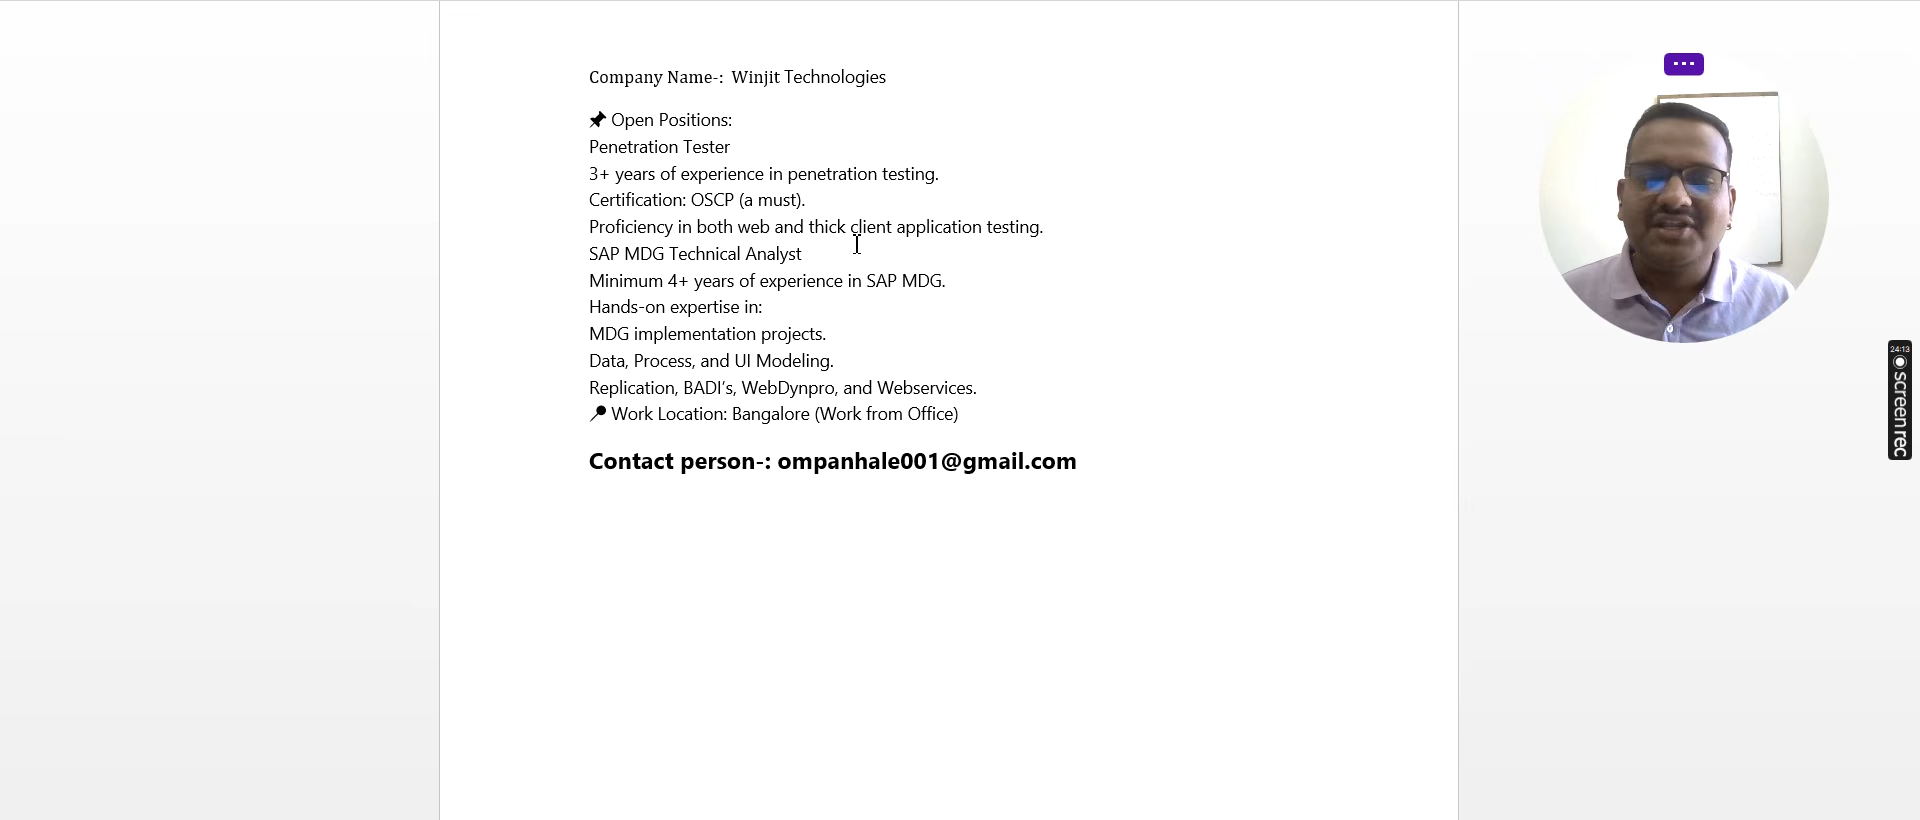 Company Name-: Winjit Technologies
📌 Open Positions:
Penetration Tester
3+ years of experience in penetration testing.
Certification: OSCP (a must).
Proficiency in both web and thick client application testing.
SAP MDG Technical Analyst
Minimum 4+ years of experience in SAP MDG.
Hands-on expertise in:
MDG implementation projects.
Data, Process, and UI Modeling.
Replication, BADI’s, WebDynpro, and Webservices.
📍 Work Location: Bangalore (Work from Office)
Contact person-: ompanhale001@gmail.com
24:13
screenrec